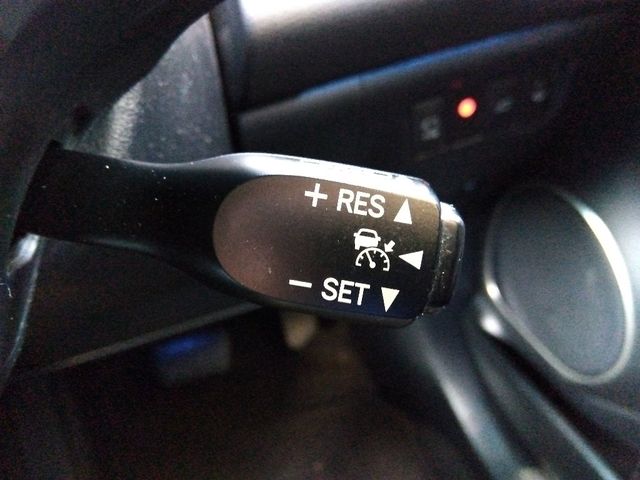 + RES
− SET